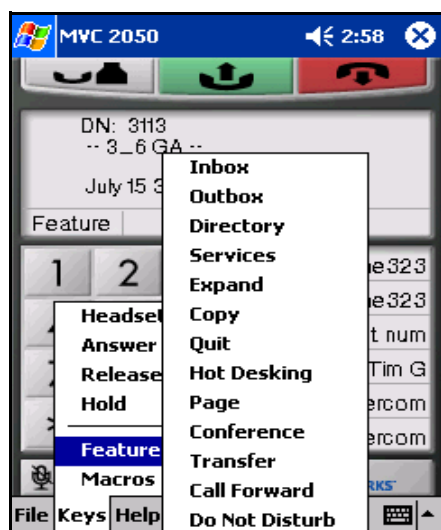 MVC 2050 2:58
DN: 3113
-- 3_6 GA --
July 15 3
Feature
1 2
Inbox
Outbox
Directory
Services
Expand
Copy
Quit
Hot Desking
Page
Conference
Transfer
Call Forward
Do Not Disturb
ne323
ne323
t num
Tim G
ercom
ercom
RKS
Headset
Answer
Release
Hold
Feature
Macros
File Keys Help